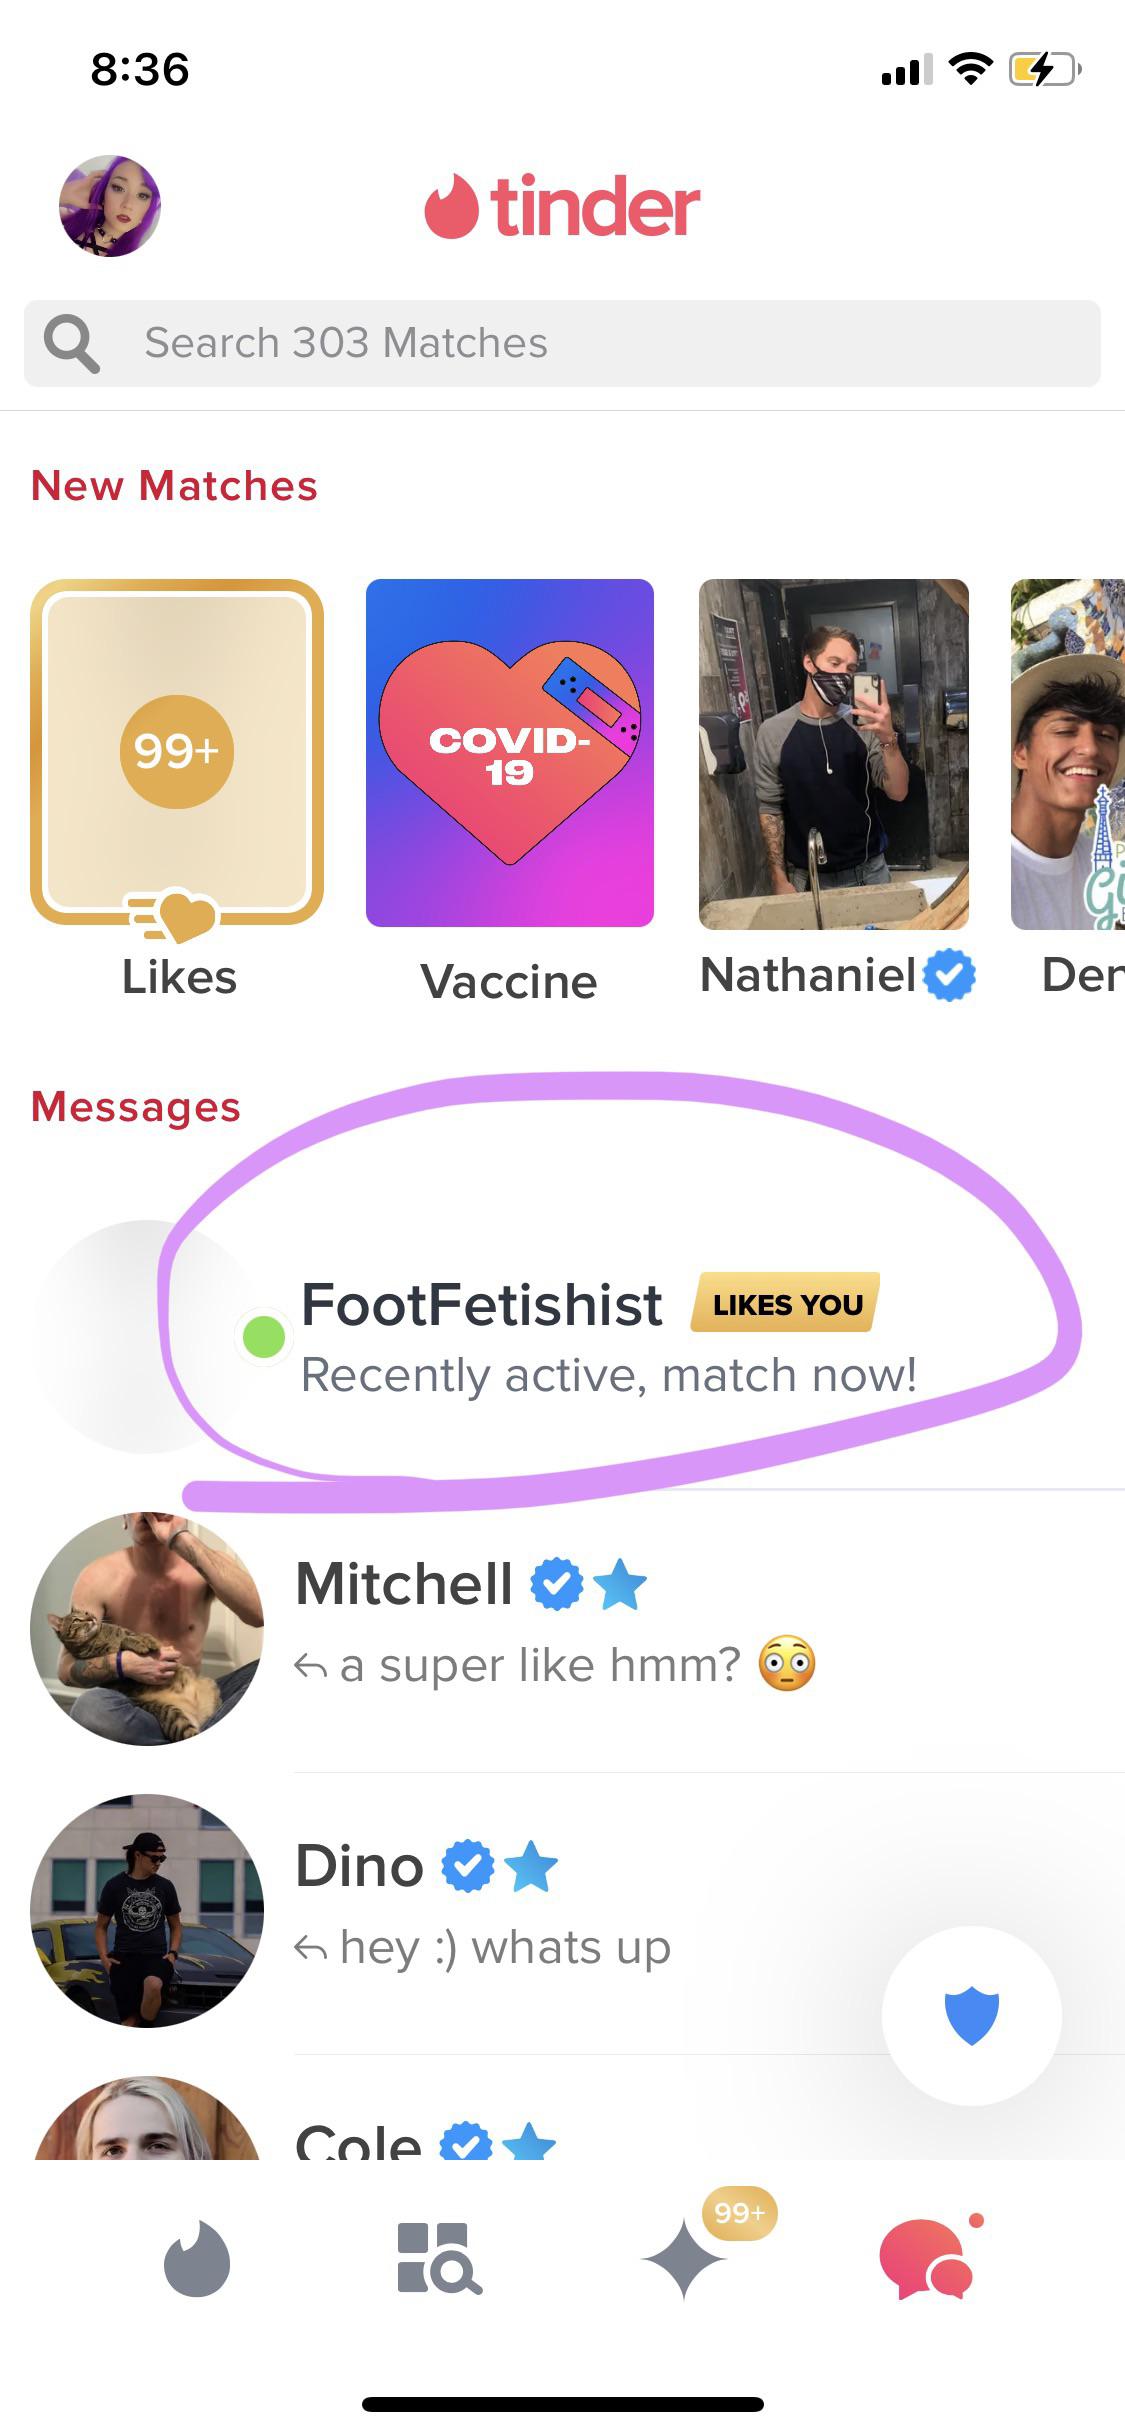 8:36
tinder
Search 303 Matches
New Matches
99+
COVID-
19
Likes
Vaccine
Nathaniel
Messages
FootFetishist LIKES YOU
Recently active, match now!
Mitchell
a super like hmm? 😳
Dino
hey :) whats up
Cole
99+